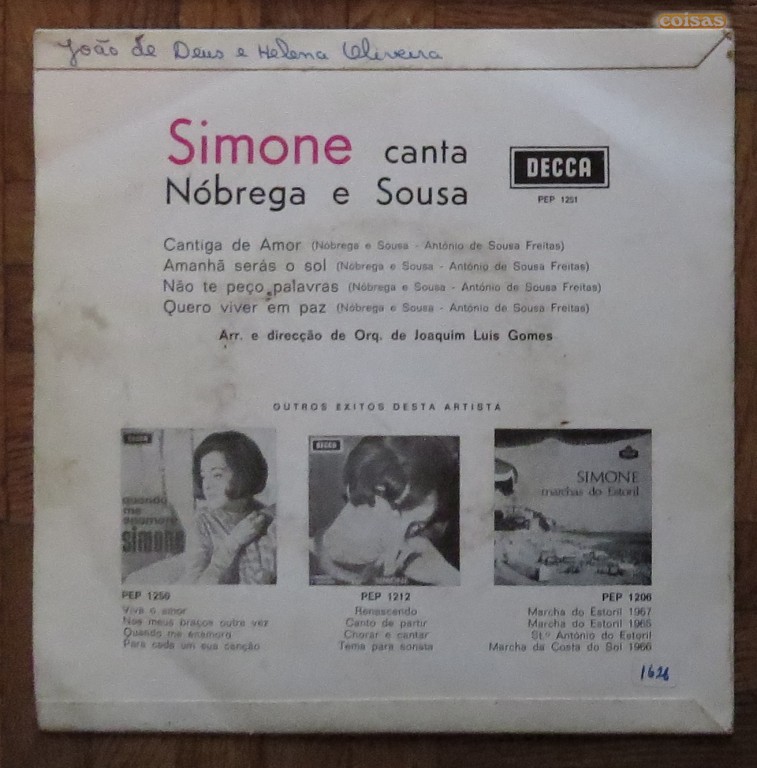 coisas
João de Deus e Helena Oliveira
Simone canta
Nóbrega e Sousa
DECCA
PEP 1251
Cantiga de Amor (Nóbrega e Sousa - António de Sousa Freitas)
Amanhã serás o sol (Nóbrega e Sousa - António de Sousa Freitas)
Não te peço palavras (Nóbrega e Sousa - António de Sousa Freitas)
Quero viver em paz (Nóbrega e Sousa - António de Sousa Freitas)
Arr. e direcção de Orq. de Joaquim Luis Gomes
OUTROS EXITOS DESTA ARTISTA
DECCA
quando
me
enamoro
simone
PEP 1250
Viva o amor
Nos meus braços outra vez
Quando me enamoro
Para cada um sua canção
DECCA
SIMONE
PEP 1212
Renascendo
Canto de partir
Chorar e cantar
Tema para sonata
SIMONE
marchas do Estoril
PEP 1206
Marcha do Estoril 1967
Marcha do Estoril 1965
St.º António do Estoril
Marcha da Costa do Sol 1966
1626